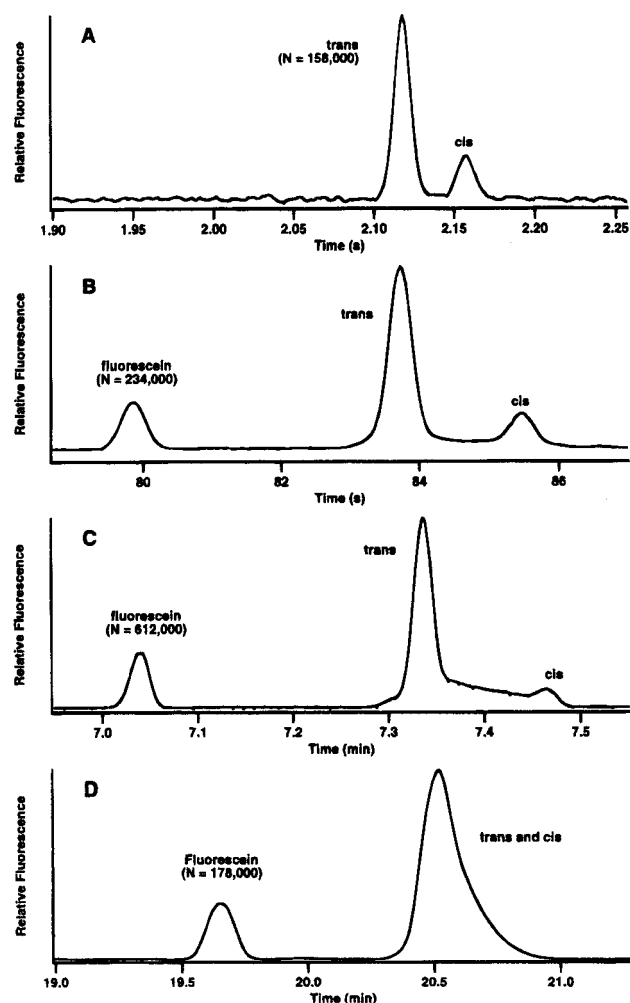 A
Relative Fluorescence
trans
(N = 158,000)
cis
1.90 1.95 2.00 2.05 2.10 2.15 2.20 2.25
Time (s)
B
Relative Fluorescence
fluorescein
(N = 234,000)
trans
cis
80 82 84 86
Time (s)
C
Relative Fluorescence
fluorescein
(N = 612,000)
trans
cis
7.0 7.1 7.2 7.3 7.4 7.5
Time (min)
D
Relative Fluorescence
Fluorescein
(N = 178,000)
trans and cis
19.0 19.5 20.0 20.5 21.0
Time (min)